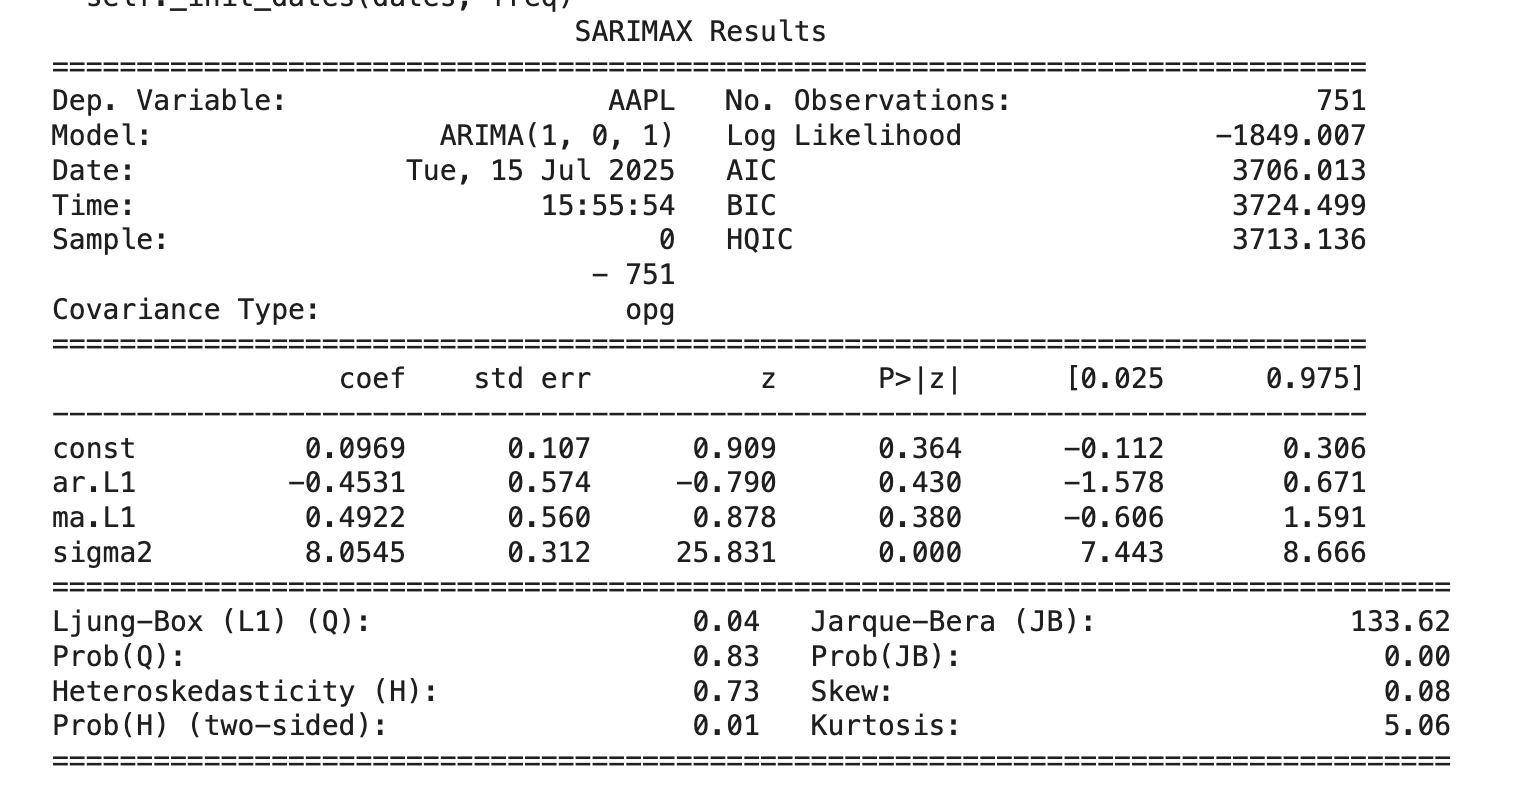 self._init_dates(dates, freq)
SARIMAX Results
==============================================================================
Dep. Variable: AAPL No. Observations: 751
Model: ARIMA(1, 0, 1) Log Likelihood −1849.007
Date: Tue, 15 Jul 2025 AIC 3706.013
Time: 15:55:54 BIC 3724.499
Sample: 0 HQIC 3713.136
− 751
Covariance Type: opg
==============================================================================
coef std err z P>|z| [0.025 0.975]
------------------------------------------------------------------------------
const 0.0969 0.107 0.909 0.364 −0.112 0.306
ar.L1 −0.4531 0.574 −0.790 0.430 −1.578 0.671
ma.L1 0.4922 0.560 0.878 0.380 −0.606 1.591
sigma2 8.0545 0.312 25.831 0.000 7.443 8.666
===================================================================================
Ljung−Box (L1) (Q): 0.04 Jarque−Bera (JB): 133.62
Prob(Q): 0.83 Prob(JB): 0.00
Heteroskedasticity (H): 0.73 Skew: 0.08
Prob(H) (two−sided): 0.01 Kurtosis: 5.06
===================================================================================